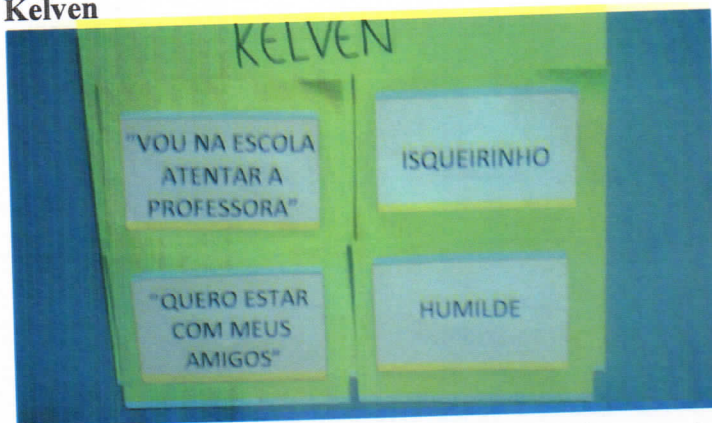 Kelven
KELVEN
"VOU NA ESCOLA
ATENTAR A
PROFESSORA"
ISQUEIRINHO
"QUERO ESTAR
COM MEUS
AMIGOS"
HUMILDE